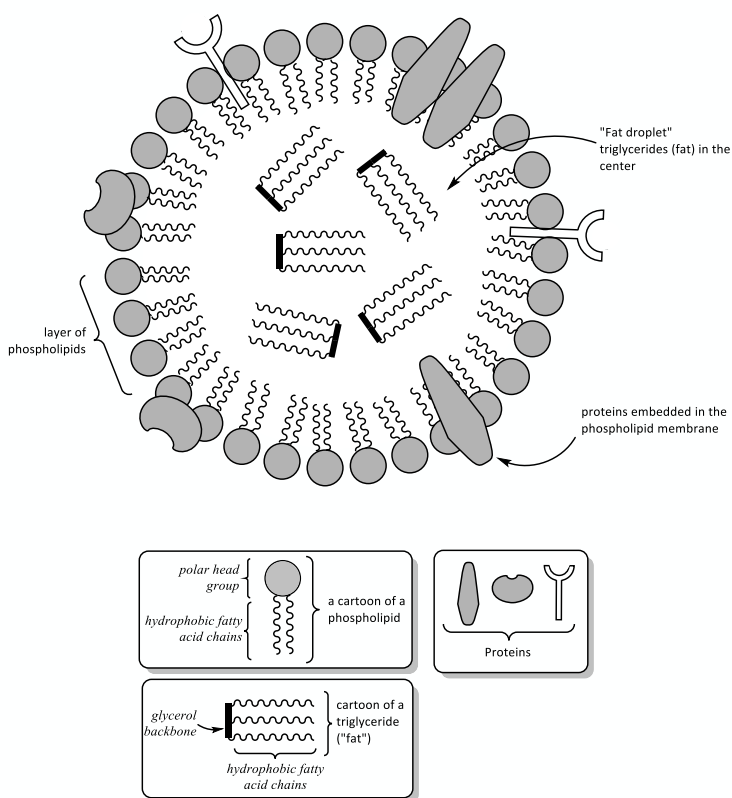 "Fat droplet"
triglycerides (fat) in the
center
layer of
phospholipids
proteins embedded in the
phospholipid membrane
polar head
group
hydrophobic fatty
acid chains
a cartoon of a
phospholipid
Proteins
glycerol
backbone
cartoon of a
triglyceride
("fat")
hydrophobic fatty
acid chains